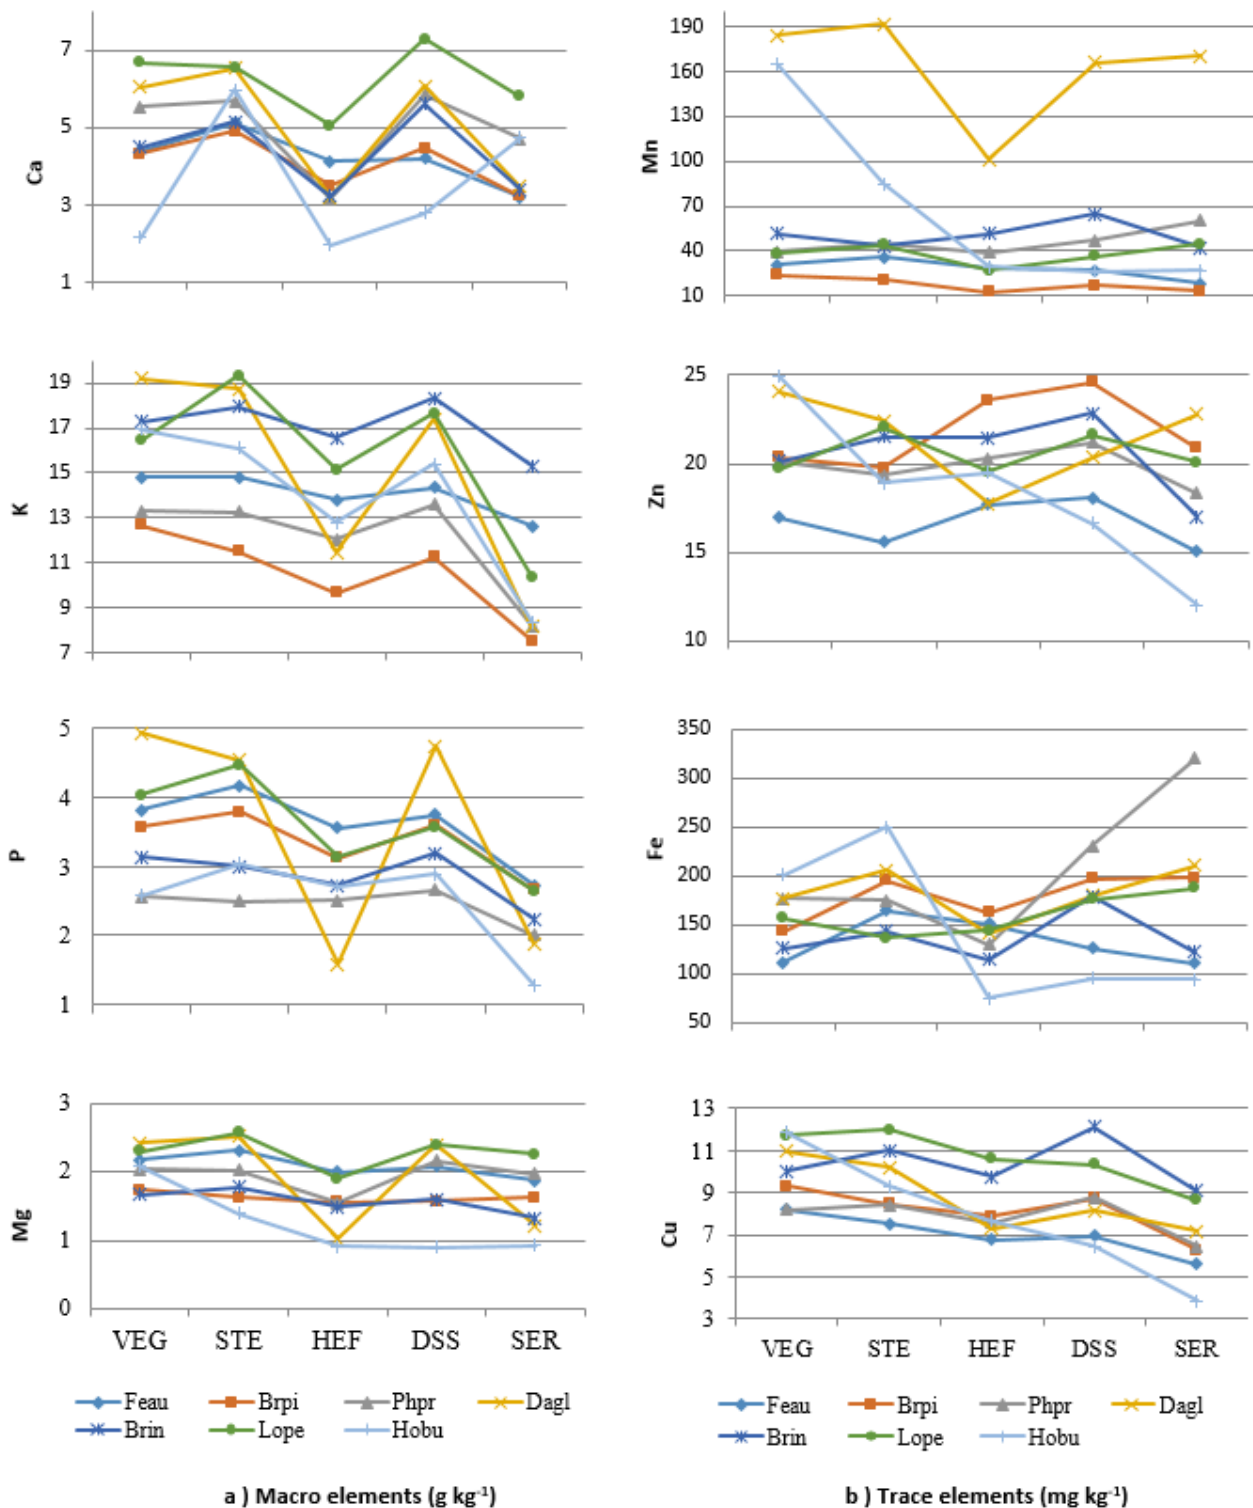 7
5
3
1
Ca
190
160
130
100
70
40
10
Mn
19
17
15
13
11
9
7
K
25
20
15
10
Zn
5
4
3
2
1
P
350
300
250
200
150
100
50
Fe
3
2
1
0
Mg
VEG STE HEF DSS SER
13
11
9
7
5
3
Cu
VEG STE HEF DSS SER
Feau Brpi Phpr Dagl
Brin Lope Hobu
Feau Brpi Phpr Dagl
Brin Lope Hobu
a ) Macro elements (g kg⁻¹)
b ) Trace elements (mg kg⁻¹)